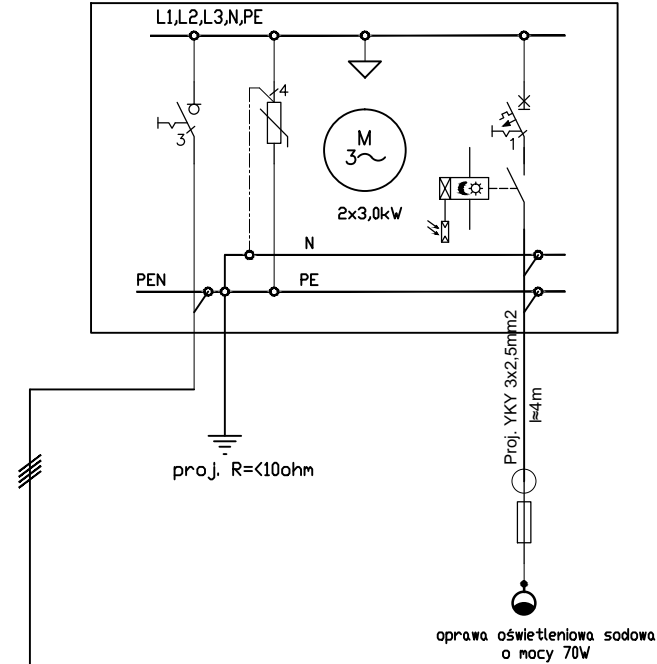 L1,L2,L3,N,PE
4
3
1
M
3~
2x3,0kW
N
PEN
PE
Proj. YKY 3x2,5mm2
l≈4m
proj. R=<10ohm
oprawa oświetleniowa sodowa
o mocy 70W